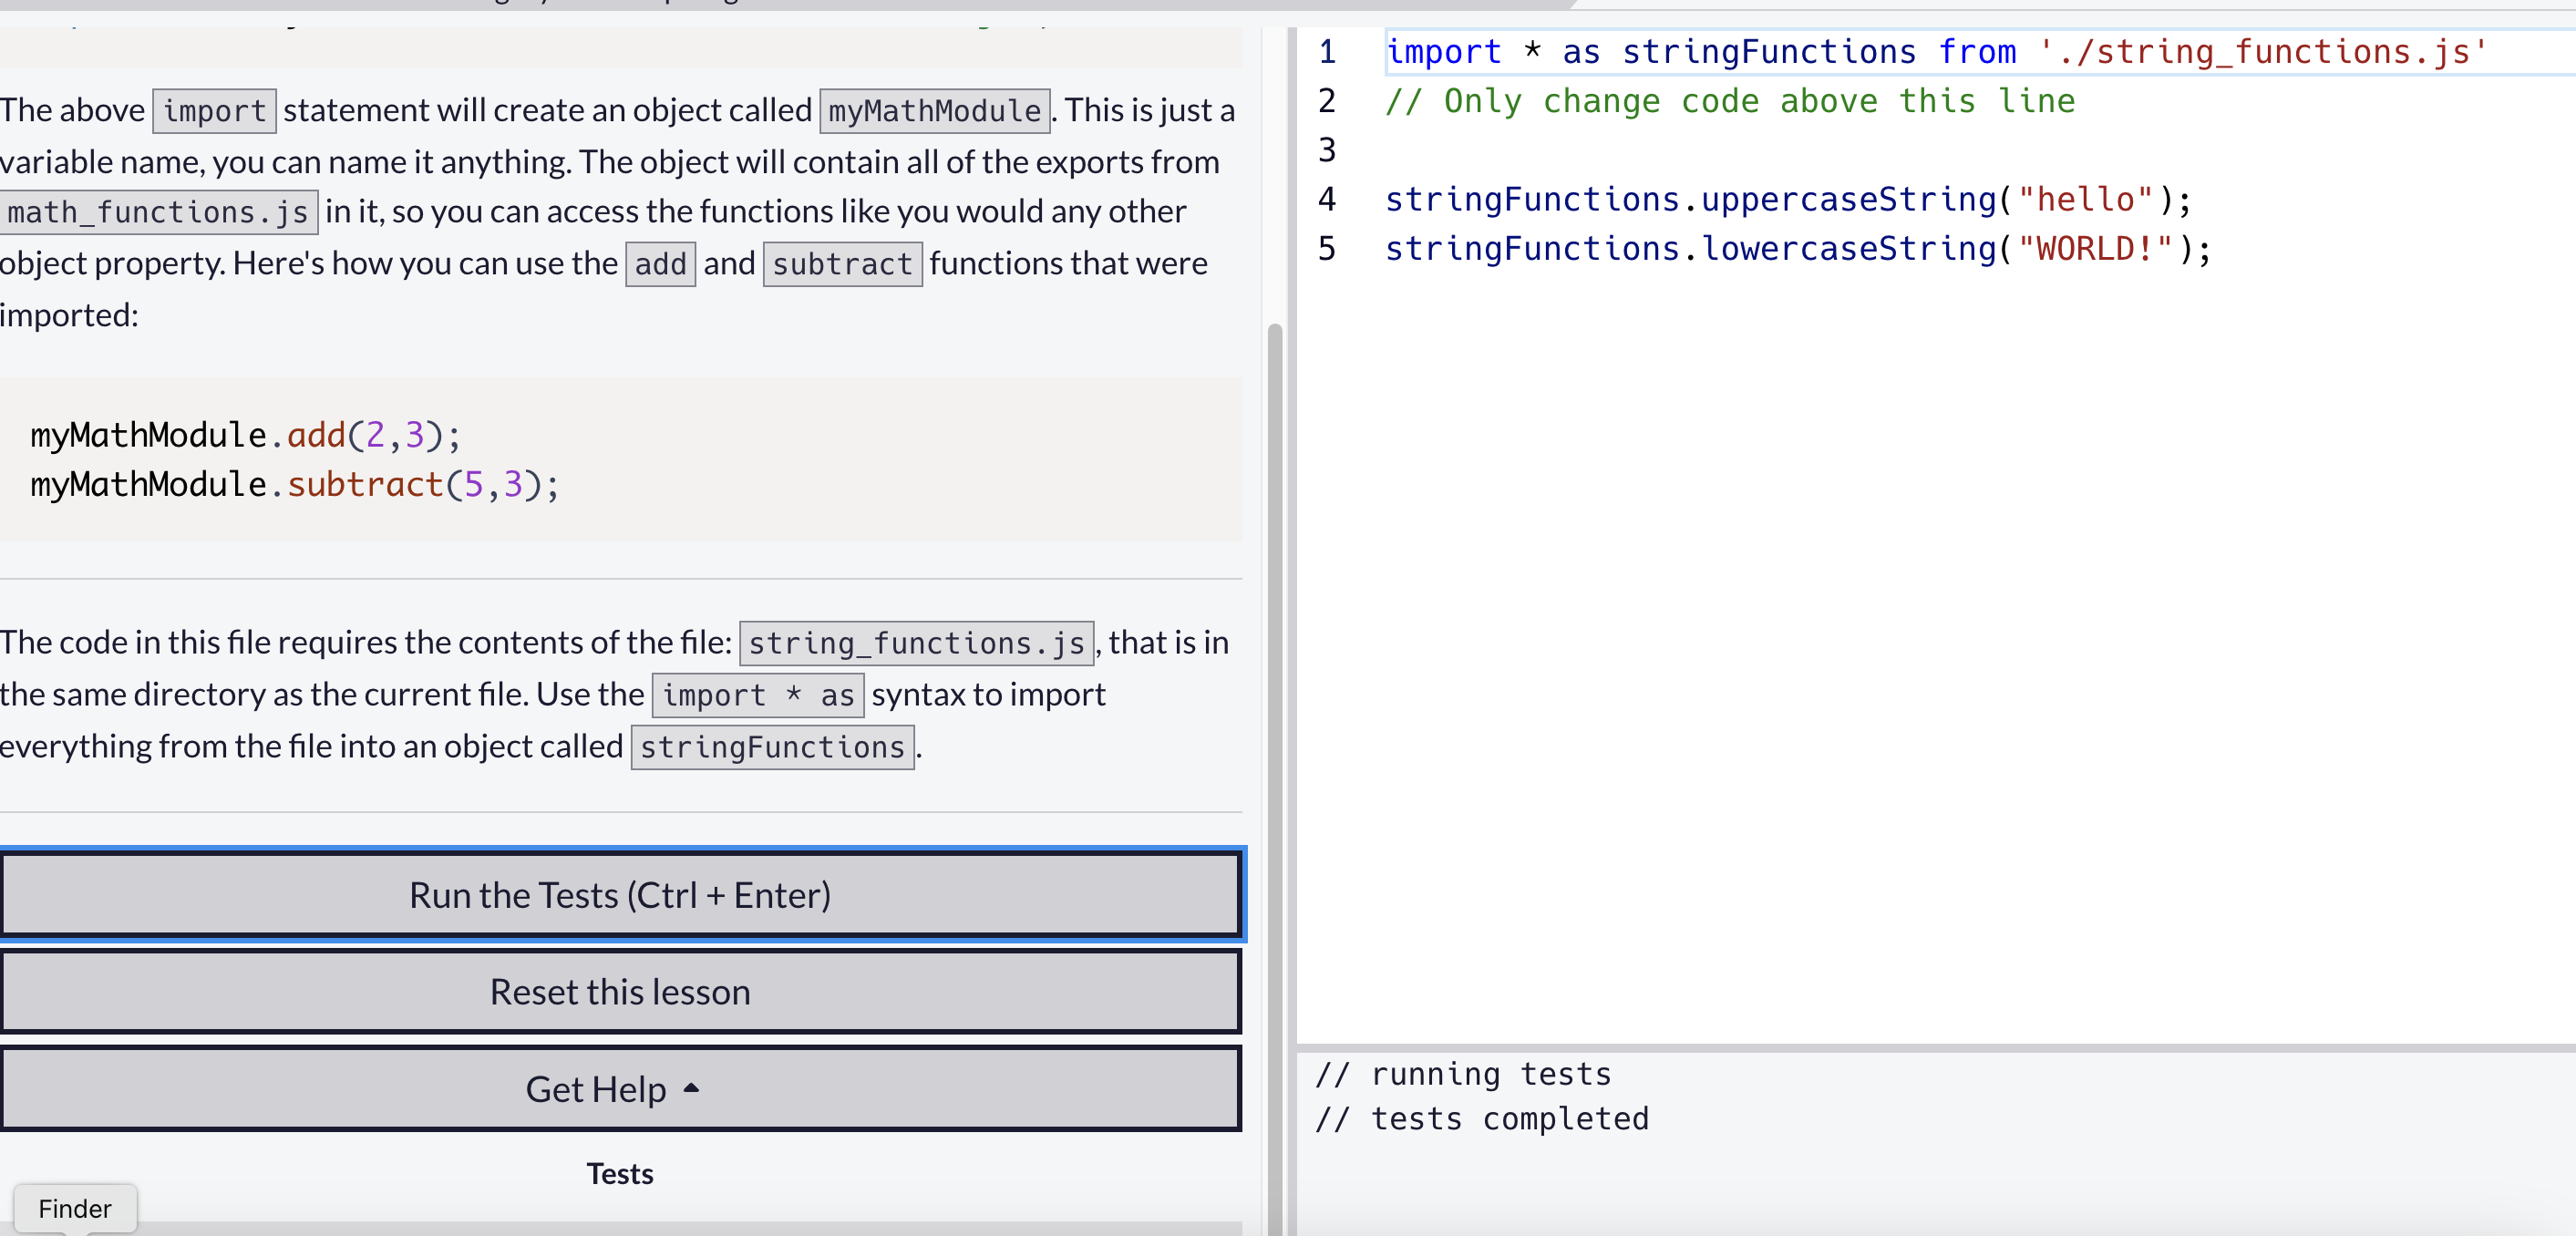 The above import statement will create an object called myMathModule. This is just a
variable name, you can name it anything. The object will contain all of the exports from
math_functions.js in it, so you can access the functions like you would any other
object property. Here's how you can use the add and subtract functions that were
imported:
myMathModule.add(2,3);
myMathModule.subtract(5,3);
The code in this file requires the contents of the file: string_functions.js, that is in
the same directory as the current file. Use the import * as syntax to import
everything from the file into an object called stringFunctions.
Run the Tests (Ctrl + Enter)
Reset this lesson
Get Help
Tests
Finder
1 import * as stringFunctions from './string_functions.js'
2 // Only change code above this line
3
4 stringFunctions.uppercaseString("hello");
5 stringFunctions.lowercaseString("WORLD!");
// running tests
// tests completed